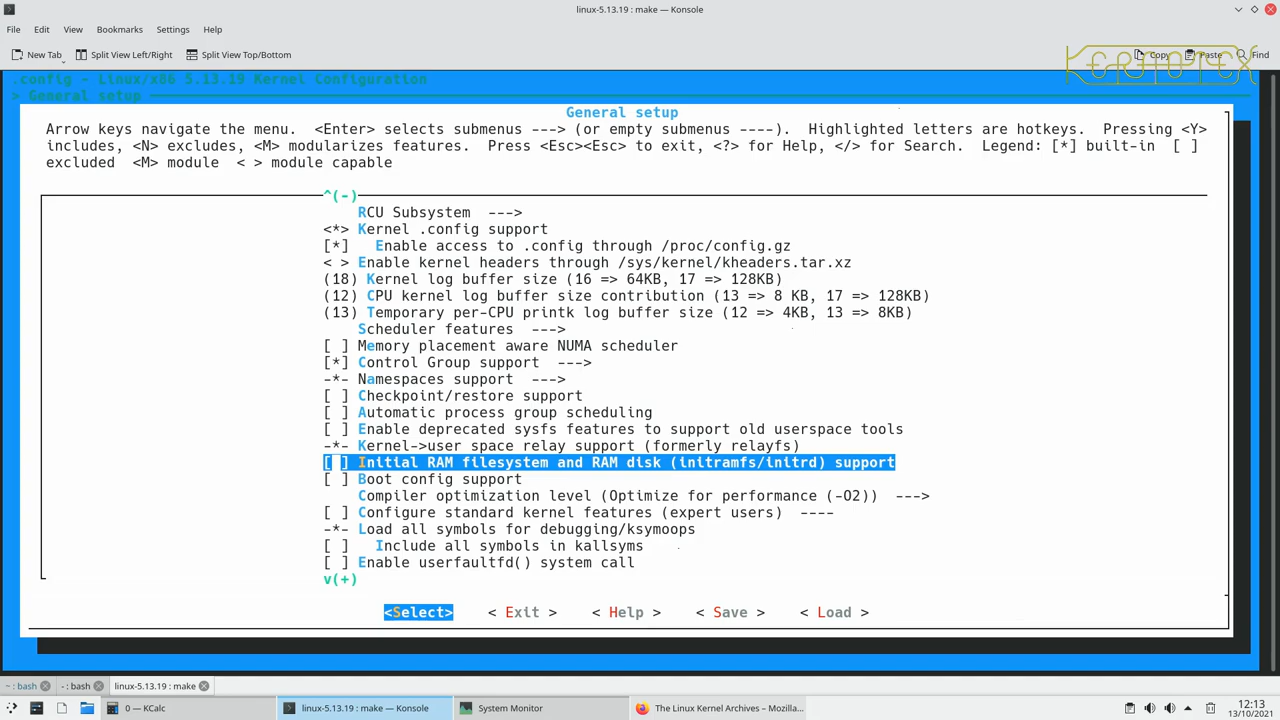 linux-5.13.19 : make — Konsole
File Edit View Bookmarks Settings Help
New Tab Split View Left/Right Split View Top/Bottom Copy Paste Find
KERNOTEX
.config - Linux/x86 5.13.19 Kernel Configuration
> General setup
General setup
Arrow keys navigate the menu. <Enter> selects submenus ---> (or empty submenus ----). Highlighted letters are hotkeys. Pressing <Y>
includes, <N> excludes, <M> modularizes features. Press <Esc><Esc> to exit, <?> for Help, </> for Search. Legend: [*] built-in [ ]
excluded <M> module < > module capable
^(-)
RCU Subsystem --->
<*> Kernel .config support
[*] Enable access to .config through /proc/config.gz
< > Enable kernel headers through /sys/kernel/kheaders.tar.xz
(18) Kernel log buffer size (16 => 64KB, 17 => 128KB)
(12) CPU kernel log buffer size contribution (13 => 8 KB, 17 => 128KB)
(13) Temporary per-CPU printk log buffer size (12 => 4KB, 13 => 8KB)
Scheduler features --->
[ ] Memory placement aware NUMA scheduler
[*] Control Group support --->
-*- Namespaces support --->
[ ] Checkpoint/restore support
[ ] Automatic process group scheduling
[ ] Enable deprecated sysfs features to support old userspace tools
-*- Kernel->user space relay support (formerly relayfs)
[ ] Initial RAM filesystem and RAM disk (initramfs/initrd) support
[ ] Boot config support
Compiler optimization level (Optimize for performance (-O2)) --->
[ ] Configure standard kernel features (expert users) ----
-*- Load all symbols for debugging/ksymoops
[ ] Include all symbols in kallsyms
[ ] Enable userfaultfd() system call
v(+)
<Select> < Exit > < Help > < Save > < Load >
~ : bash - : bash linux-5.13.19 : make
0 — KCalc linux-5.13.19 : make — Konsole System Monitor The Linux Kernel Archives – Mozilla... 12:13
13/10/2021